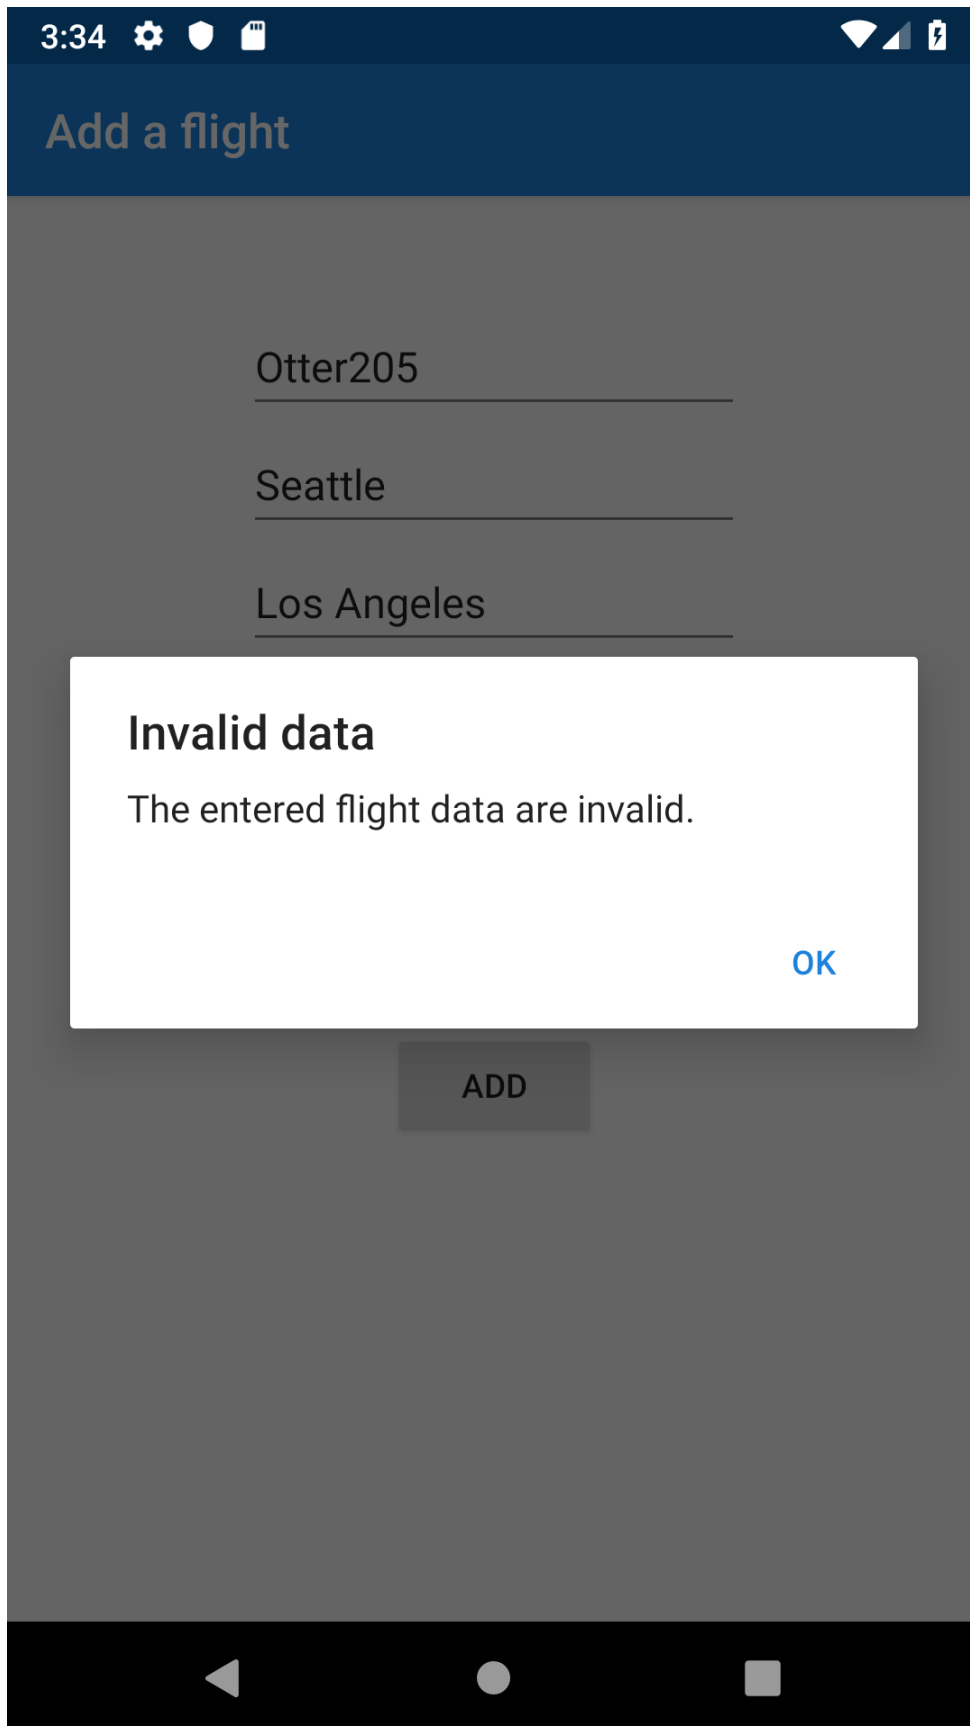 3:34
Add a flight
Otter205
Seattle
Los Angeles
Invalid data
The entered flight data are invalid.
OK
ADD